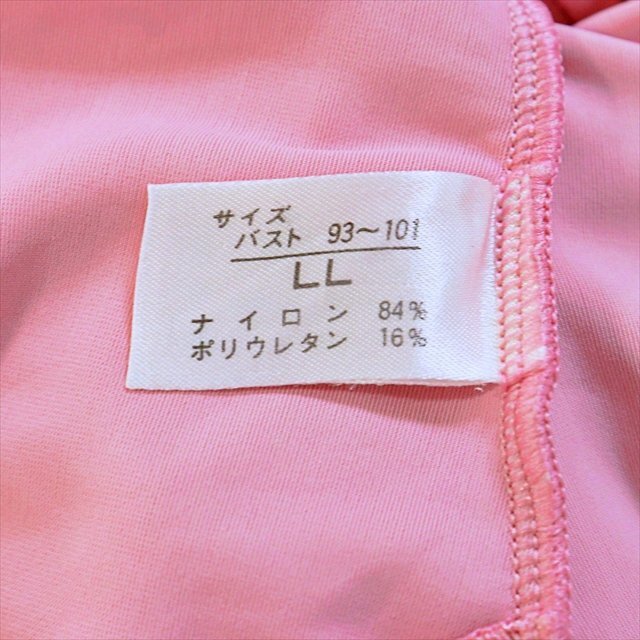 サイズ
バスト 93～101
LL
ナイロン 84%
ポリウレタン 16%